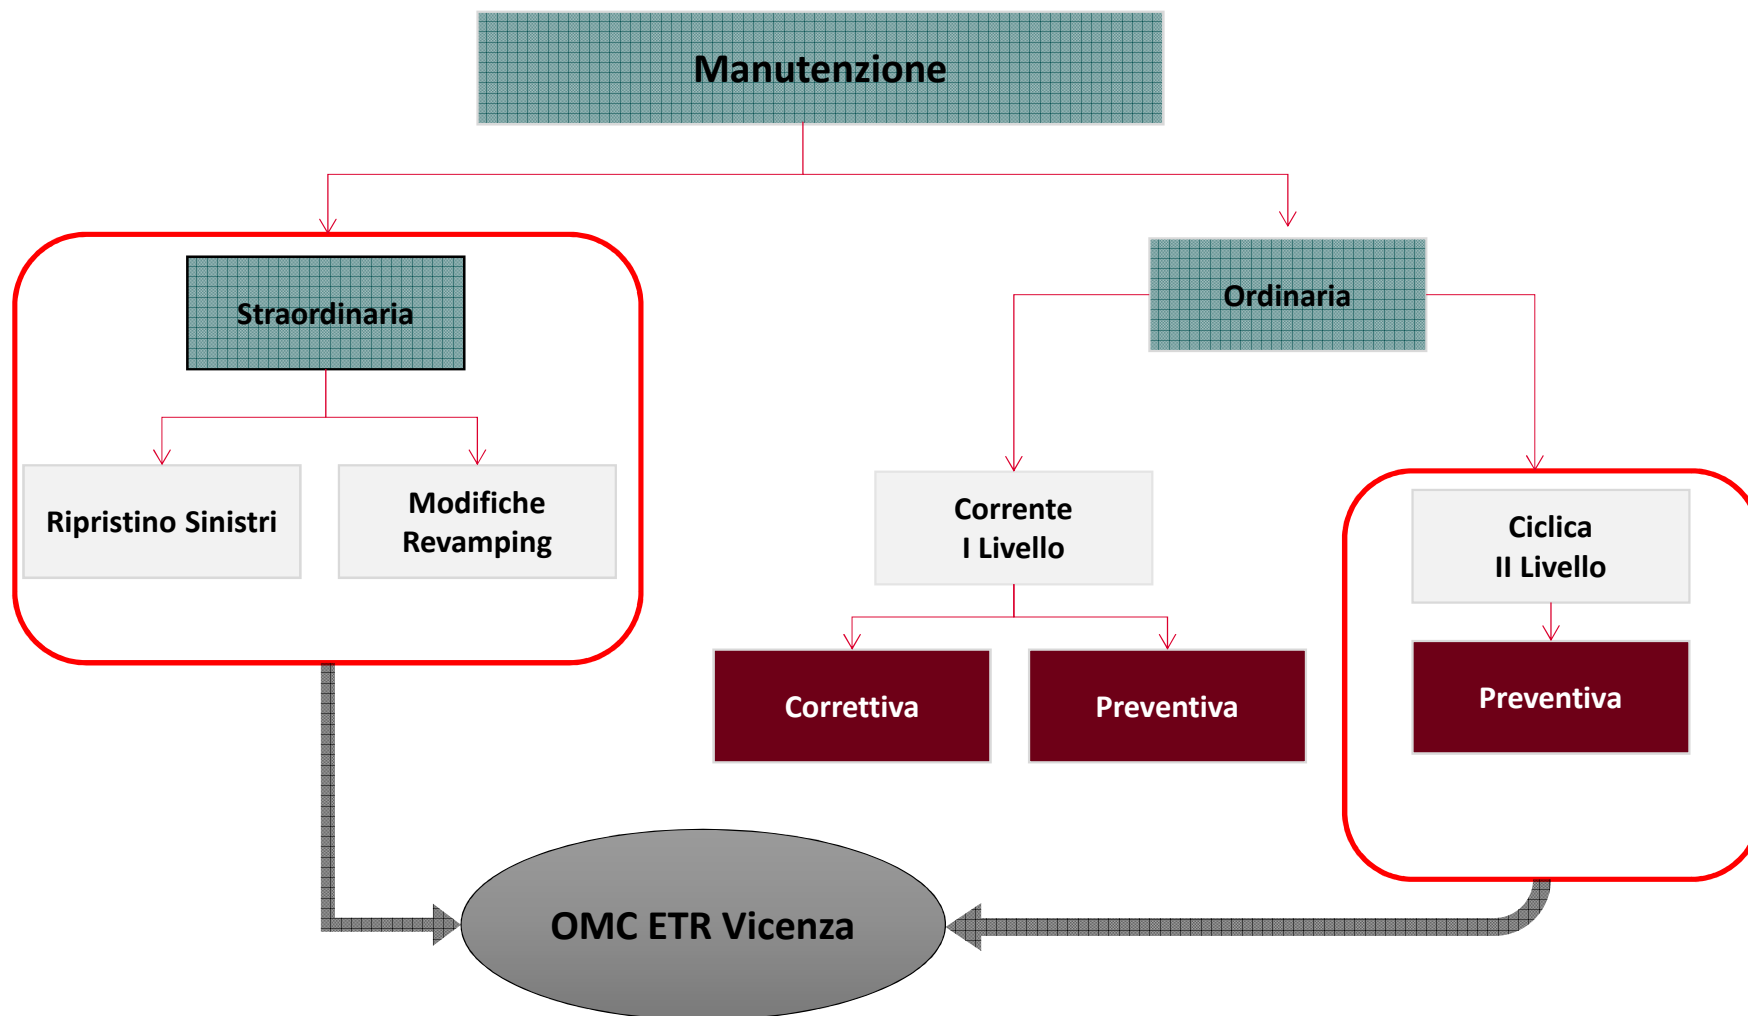 Manutenzione
Straordinaria
Ordinaria
Ripristino Sinistri
Modifiche
Revamping
Corrente
I Livello
Ciclica
II Livello
Correttiva
Preventiva
Preventiva
OMC ETR Vicenza